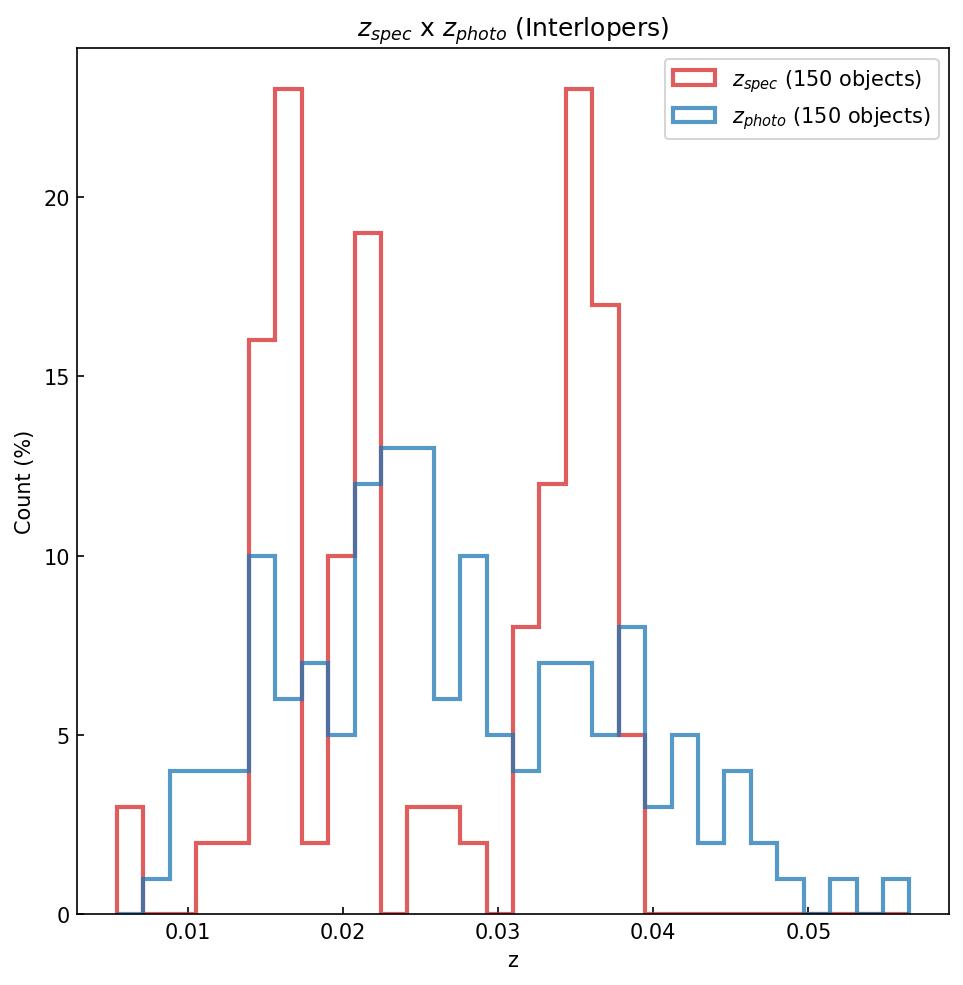 z_spec x z_photo (Interlopers)
z_spec (150 objects)
z_photo (150 objects)
Count (%)
20
15
10
5
0
0.01 0.02 0.03 0.04 0.05
z